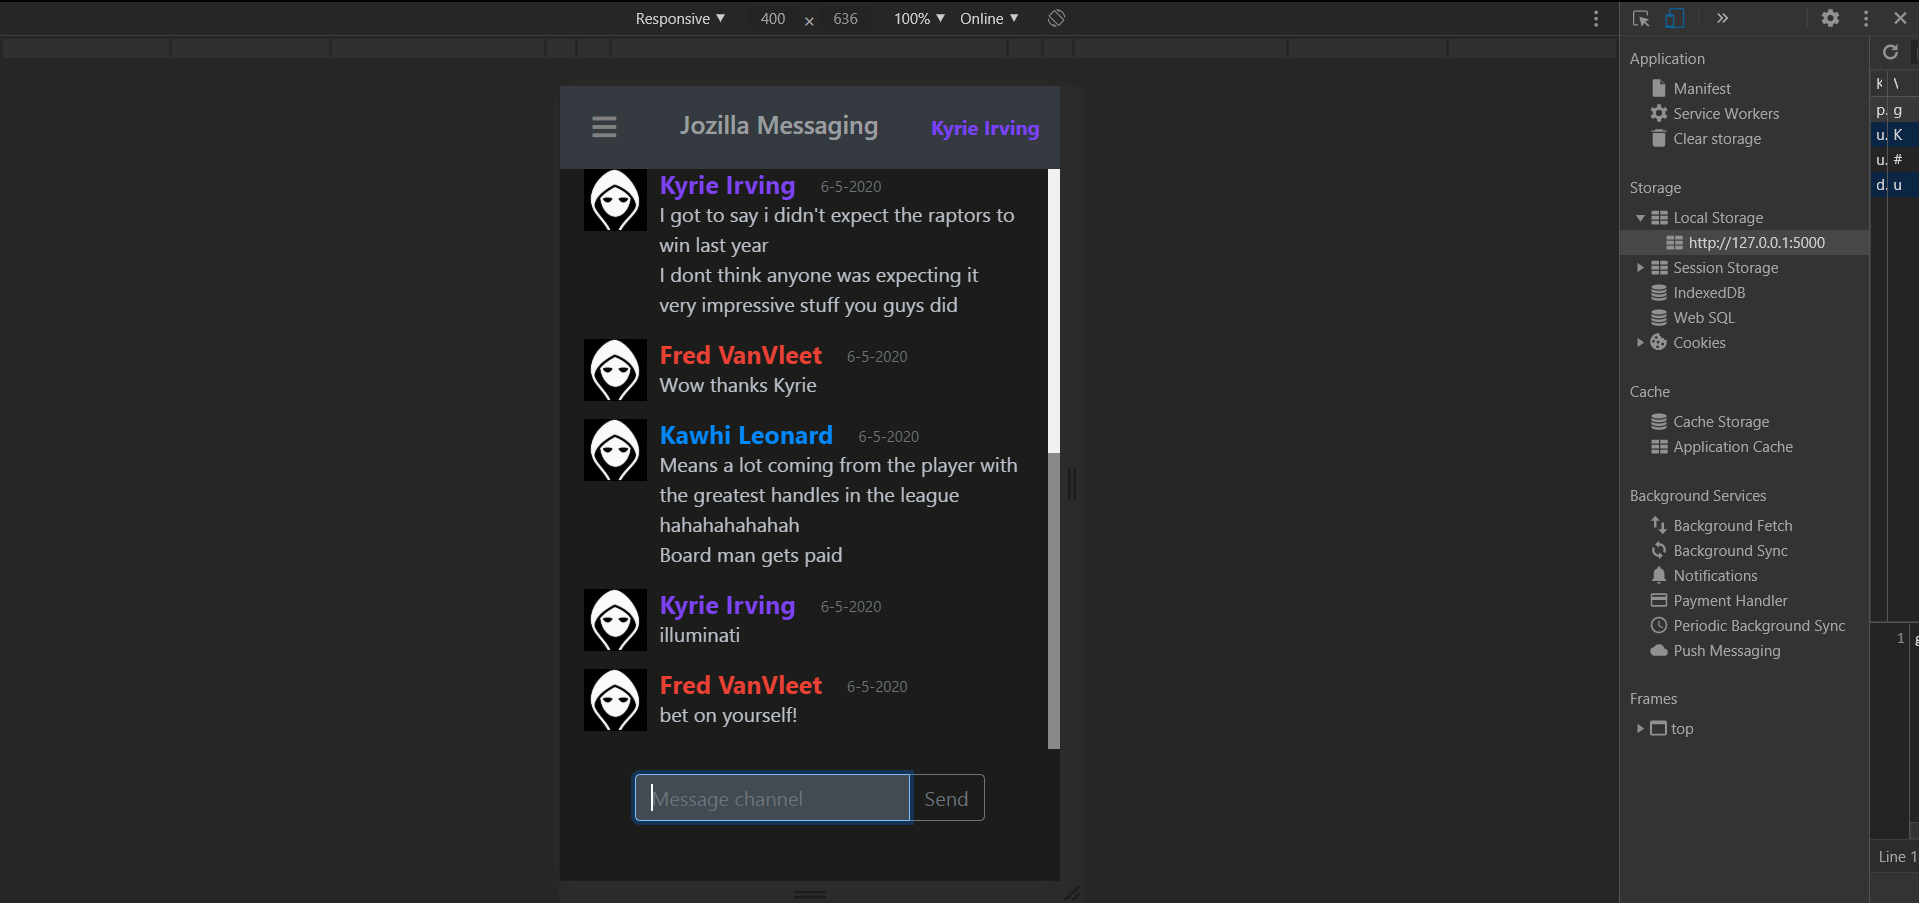 Responsive ▼ 400 × 636 100% ▼ Online ▼
Jozilla Messaging
Kyrie Irving
Kyrie Irving 6-5-2020
I got to say i didn't expect the raptors to
win last year
I dont think anyone was expecting it
very impressive stuff you guys did
Fred VanVleet 6-5-2020
Wow thanks Kyrie
Kawhi Leonard 6-5-2020
Means a lot coming from the player with
the greatest handles in the league
hahahahahahah
Board man gets paid
Kyrie Irving 6-5-2020
illuminati
Fred VanVleet 6-5-2020
bet on yourself!
Message channel Send
Application
Manifest
Service Workers
Clear storage
Storage
Local Storage
http://127.0.0.1:5000
Session Storage
IndexedDB
Web SQL
Cookies
Cache
Cache Storage
Application Cache
Background Services
Background Fetch
Background Sync
Notifications
Payment Handler
Periodic Background Sync
Push Messaging
Frames
top
p. g
u. K
u. #
d. u
1
Line 1